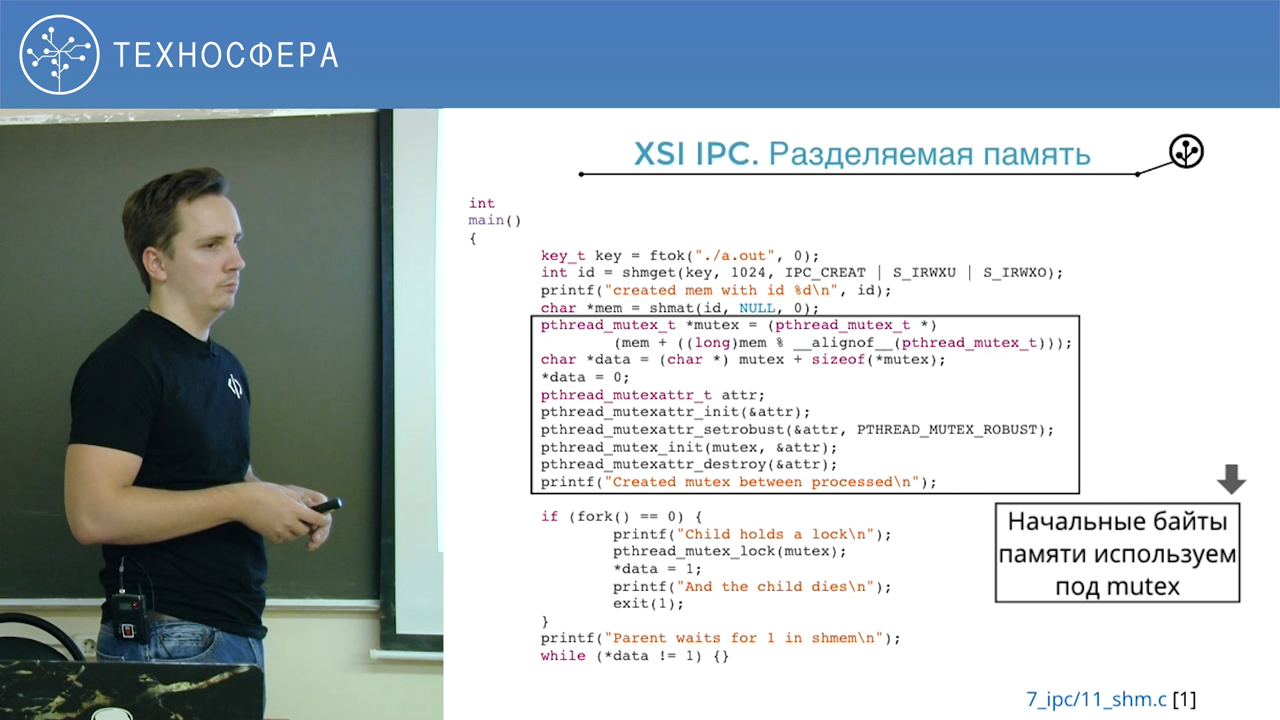 ТЕХНОСФЕРА
XSI IPC. Разделяемая память
int
main()
{
key_t key = ftok("./a.out", 0);
int id = shmget(key, 1024, IPC_CREAT | S_IRWXU | S_IRWXO);
printf("created mem with id %d\n", id);
char *mem = shmat(id, NULL, 0);
pthread_mutex_t *mutex = (pthread_mutex_t *)
(mem + ((long)mem % __alignof__(pthread_mutex_t)));
char *data = (char *) mutex + sizeof(*mutex);
*data = 0;
pthread_mutexattr_t attr;
pthread_mutexattr_init(&attr);
pthread_mutexattr_setrobust(&attr, PTHREAD_MUTEX_ROBUST);
pthread_mutex_init(mutex, &attr);
pthread_mutexattr_destroy(&attr);
printf("Created mutex between processed\n");
if (fork() == 0) {
printf("Child holds a lock\n");
pthread_mutex_lock(mutex);
*data = 1;
printf("And the child dies\n");
exit(1);
}
printf("Parent waits for 1 in shmem\n");
while (*data != 1) {}
Начальные байты
памяти используем
под mutex
7_ipc/11_shm.c [1]